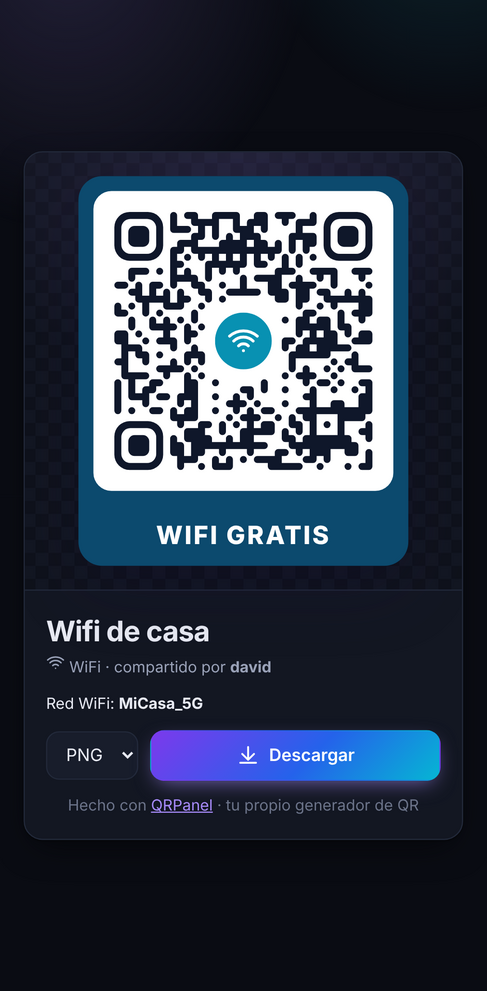 WIFI GRATIS
Wifi de casa
WiFi · compartido por david
Red WiFi: MiCasa_5G
PNG
Descargar
Hecho con QRPanel · tu propio generador de QR